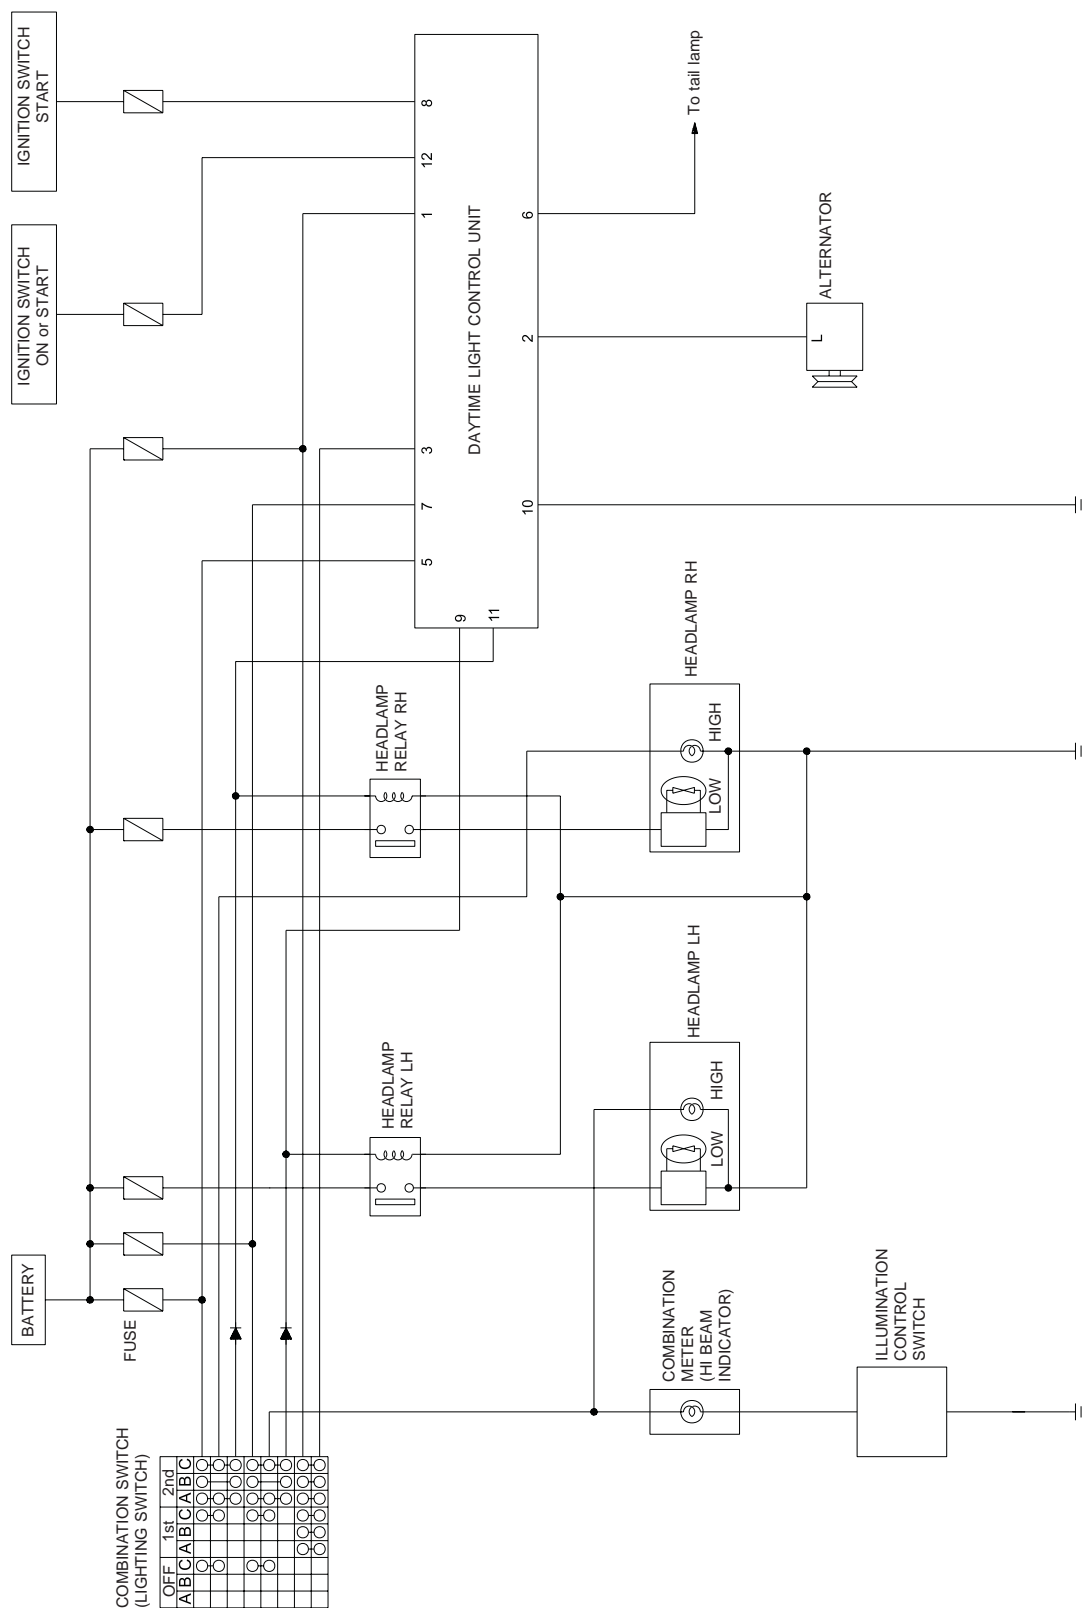 IGNITION SWITCH
START
IGNITION SWITCH
ON or START
BATTERY
FUSE
COMBINATION SWITCH
(LIGHTING SWITCH)
OFF 1st 2nd
A B C A B C A B C
HEADLAMP
RELAY LH
HEADLAMP
RELAY RH
8
12
1
3
7
5
9
11
DAYTIME LIGHT CONTROL UNIT
6
2
10
To tail lamp
ALTERNATOR
L
HEADLAMP RH
HIGH
LOW
HEADLAMP LH
HIGH
LOW
COMBINATION
METER
(HI BEAM
INDICATOR)
ILLUMINATION
CONTROL
SWITCH